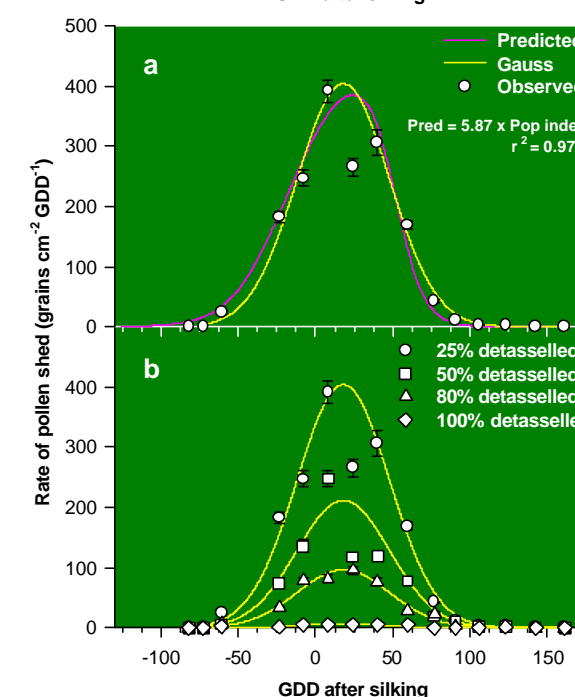 500
a
Predicted
Gauss
Observed
400
Pred = 5.87 x Pop inde
r² = 0.97
300
200
100
0
b
25% detasselled
50% detasselled
80% detasselled
100% detasselle
400
300
200
100
0
-100 -50 0 50 100 150
GDD after silking
Rate of pollen shed (grains cm⁻² GDD⁻¹)